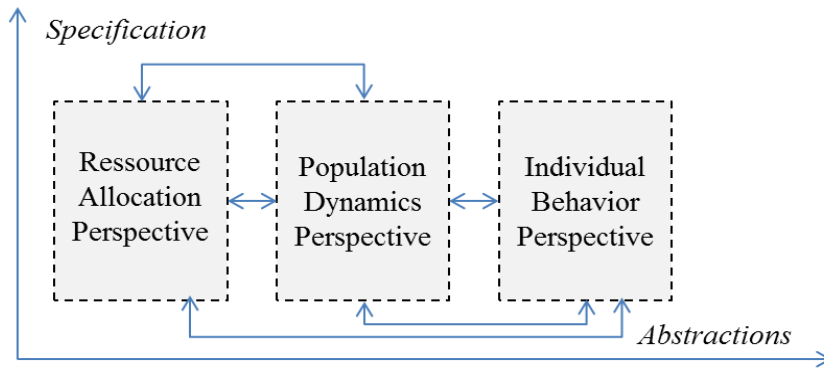 Specification
Ressource
Allocation
Perspective
Population
Dynamics
Perspective
Individual
Behavior
Perspective
Abstractions